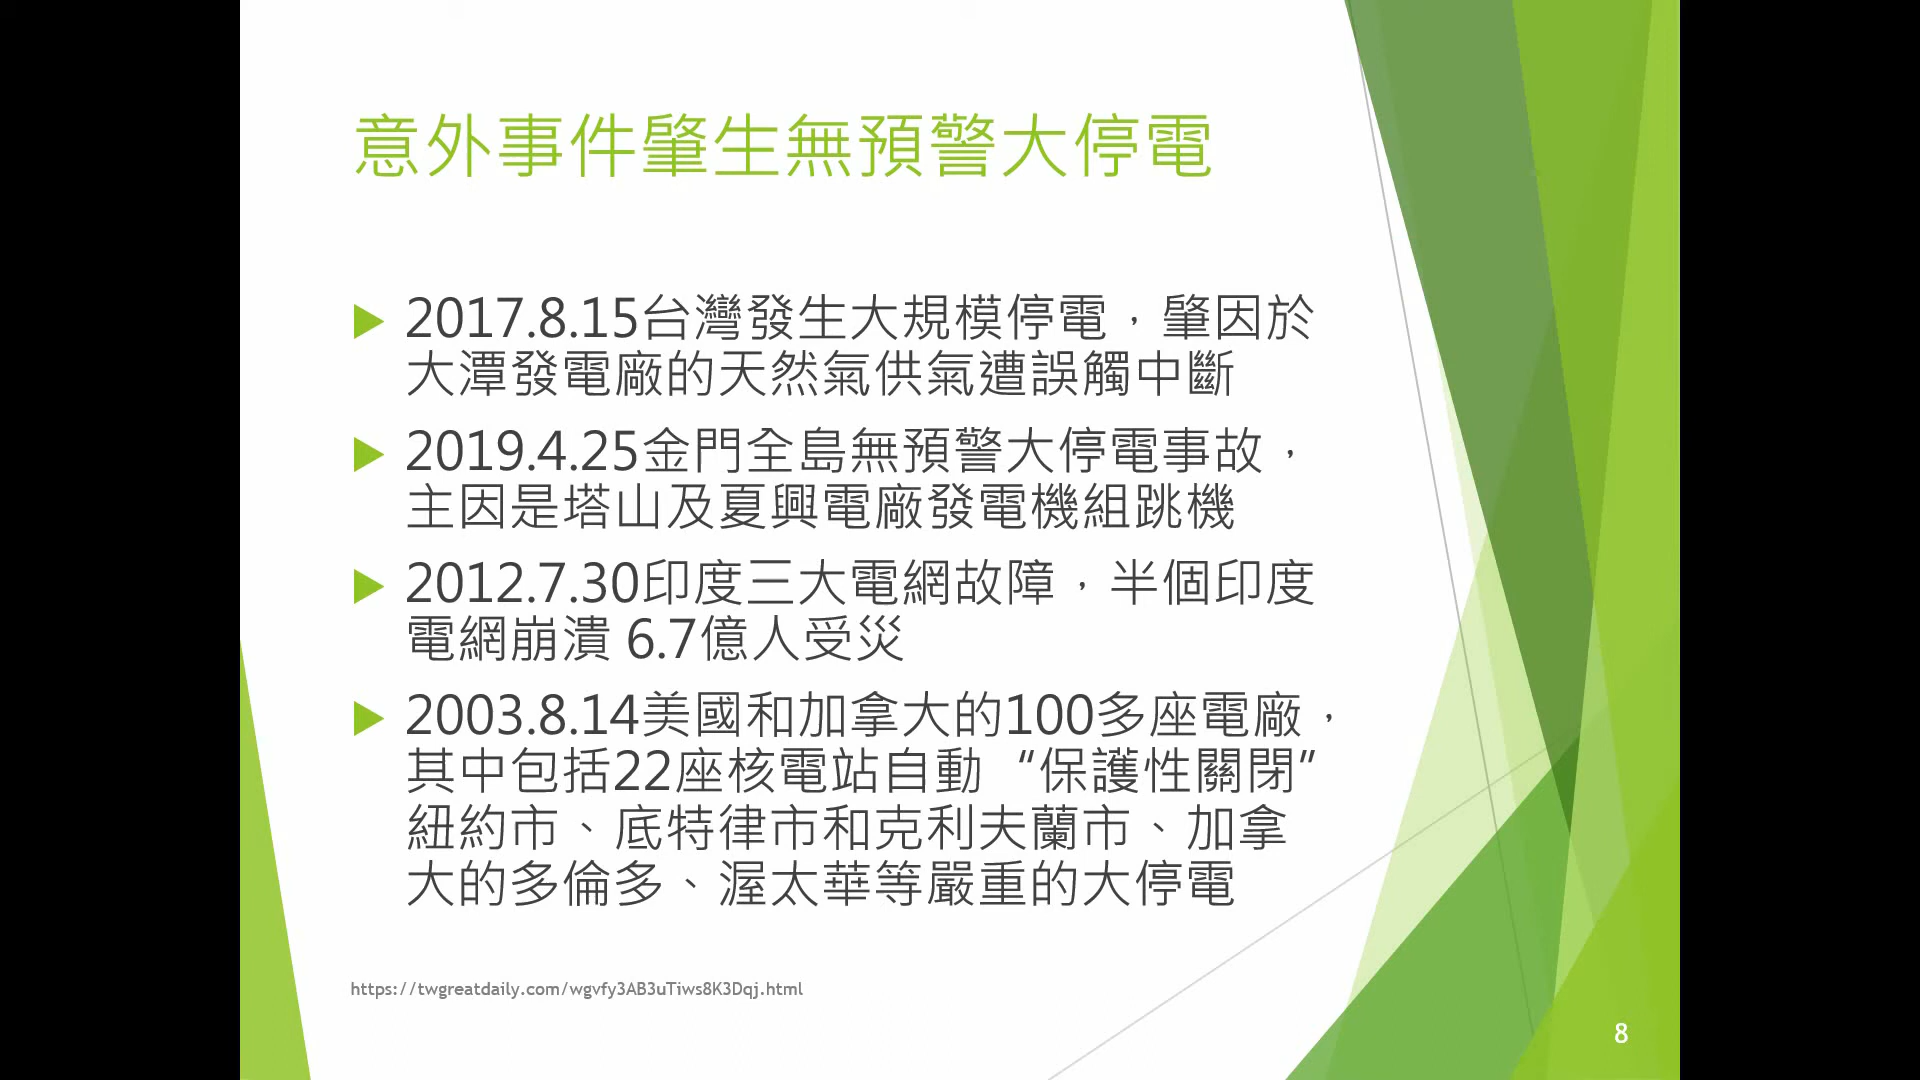 意外事件肇生無預警大停電
2017.8.15台灣發生大規模停電，肇因於
大潭發電廠的天然氣供氣遭誤觸中斷
2019.4.25金門全島無預警大停電事故，
主因是塔山及夏興電廠發電機組跳機
2012.7.30印度三大電網故障，半個印度
電網崩潰 6.7億人受災
2003.8.14美國和加拿大的100多座電廠，
其中包括22座核電站自動“保護性關閉”
紐約市、底特律市和克利夫蘭市、加拿
大的多倫多、渥太華等嚴重的大停電
https://twgreatdaily.com/wgvfy3AB3uTiws8K3Dqj.html
8